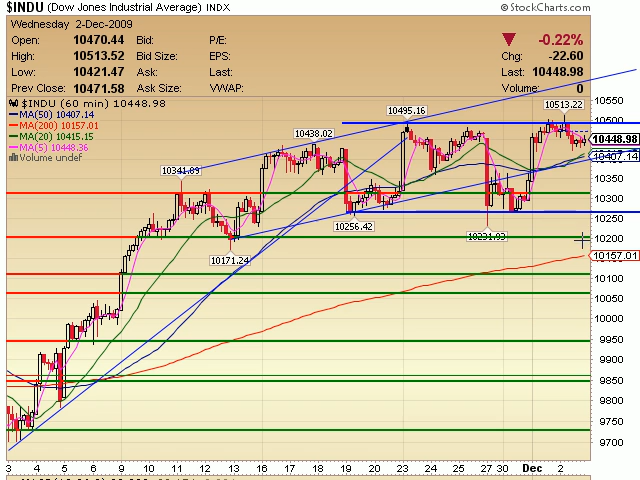 $INDU (Dow Jones Industrial Average) INDX
© StockCharts.com
Wednesday 2-Dec-2009
Open: 10470.44 Bid: P/E: -0.22%
High: 10513.52 Bid Size: EPS: Chg: -22.60
Low: 10421.47 Ask: Last: Last: 10448.98
Prev Close: 10471.58 Ask Size: VWAP: Volume: 0
$INDU (60 min) 10448.98
MA(50) 10407.14
MA(200) 10157.01
MA(20) 10415.15
MA(5) 10448.36
Volume undef
10341.09
10438.02
10495.16
10513.22
10171.24
10256.42
10231.93
10550
10500
10448.98
10407.14
10350
10300
10250
10200
10157.01
10100
10050
10000
9950
9900
9850
9800
9750
9700
3 4 5 6 9 10 11 12 13 16 17 18 19 20 23 24 25 27 30 Dec 2